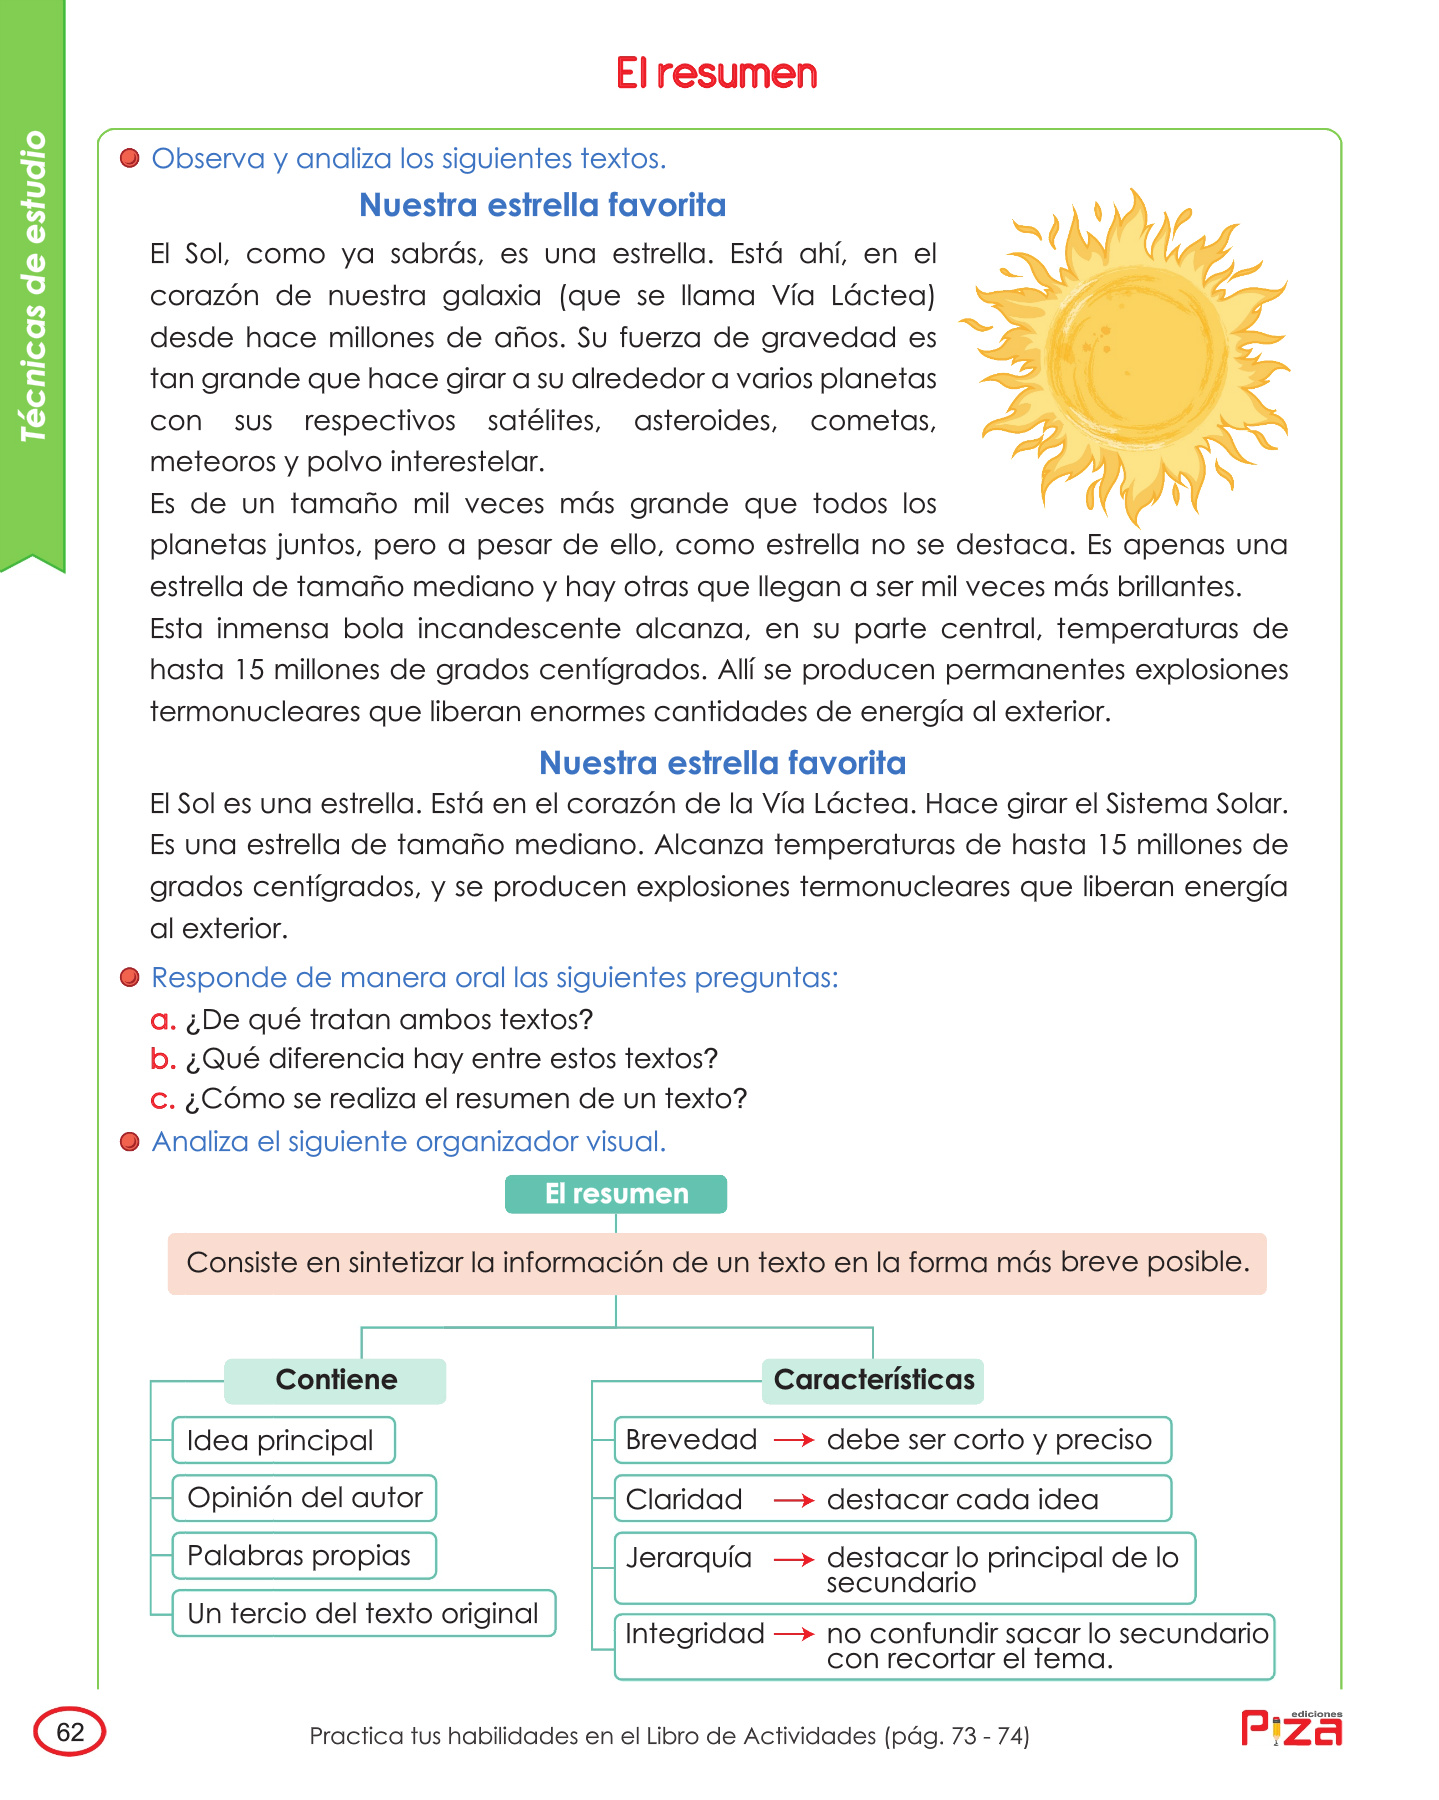 El resumen
Técnicas de estudio
Observa y analiza los siguientes textos.
Nuestra estrella favorita
El Sol, como ya sabrás, es una estrella. Está ahí, en el
corazón de nuestra galaxia (que se llama Vía Láctea)
desde hace millones de años. Su fuerza de gravedad es
tan grande que hace girar a su alrededor a varios planetas
con sus respectivos satélites, asteroides, cometas,
meteoros y polvo interestelar.
Es de un tamaño mil veces más grande que todos los
planetas juntos, pero a pesar de ello, como estrella no se destaca. Es apenas una
estrella de tamaño mediano y hay otras que llegan a ser mil veces más brillantes.
Esta inmensa bola incandescente alcanza, en su parte central, temperaturas de
hasta 15 millones de grados centígrados. Allí se producen permanentes explosiones
termonucleares que liberan enormes cantidades de energía al exterior.
Nuestra estrella favorita
El Sol es una estrella. Está en el corazón de la Vía Láctea. Hace girar el Sistema Solar.
Es una estrella de tamaño mediano. Alcanza temperaturas de hasta 15 millones de
grados centígrados, y se producen explosiones termonucleares que liberan energía
al exterior.
Responde de manera oral las siguientes preguntas:
a. ¿De qué tratan ambos textos?
b. ¿Qué diferencia hay entre estos textos?
c. ¿Cómo se realiza el resumen de un texto?
Analiza el siguiente organizador visual.
El resumen
Consiste en sintetizar la información de un texto en la forma más breve posible.
Contiene
Idea principal
Opinión del autor
Palabras propias
Un tercio del texto original
Características
Brevedad → debe ser corto y preciso
Claridad → destacar cada idea
Jerarquía → destacar lo principal de lo
secundario
Integridad → no confundir sacar lo secundario
con recortar el tema.
62
Practica tus habilidades en el Libro de Actividades (pág. 73 - 74)
ediciones
Piza